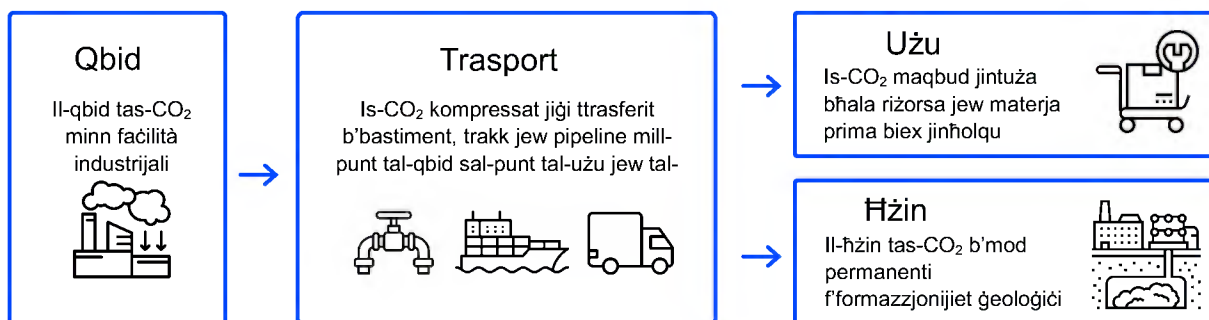 Qbid
Il-qbid tas-CO₂
minn faċilità
industrijali
Trasport
Is-CO₂ kompressat jiġi ttrasferit
b'bastiment, trakk jew pipeline mill-
punt tal-qbid sal-punt tal-użu jew tal-
Użu
Is-CO₂ maqbud jintuża
bħala riżorsa jew materja
prima biex jinħolqu
Ħżin
Il-ħżin tas-CO₂ b'mod
permanenti
f'formazzjonijiet ġeoloġiċi